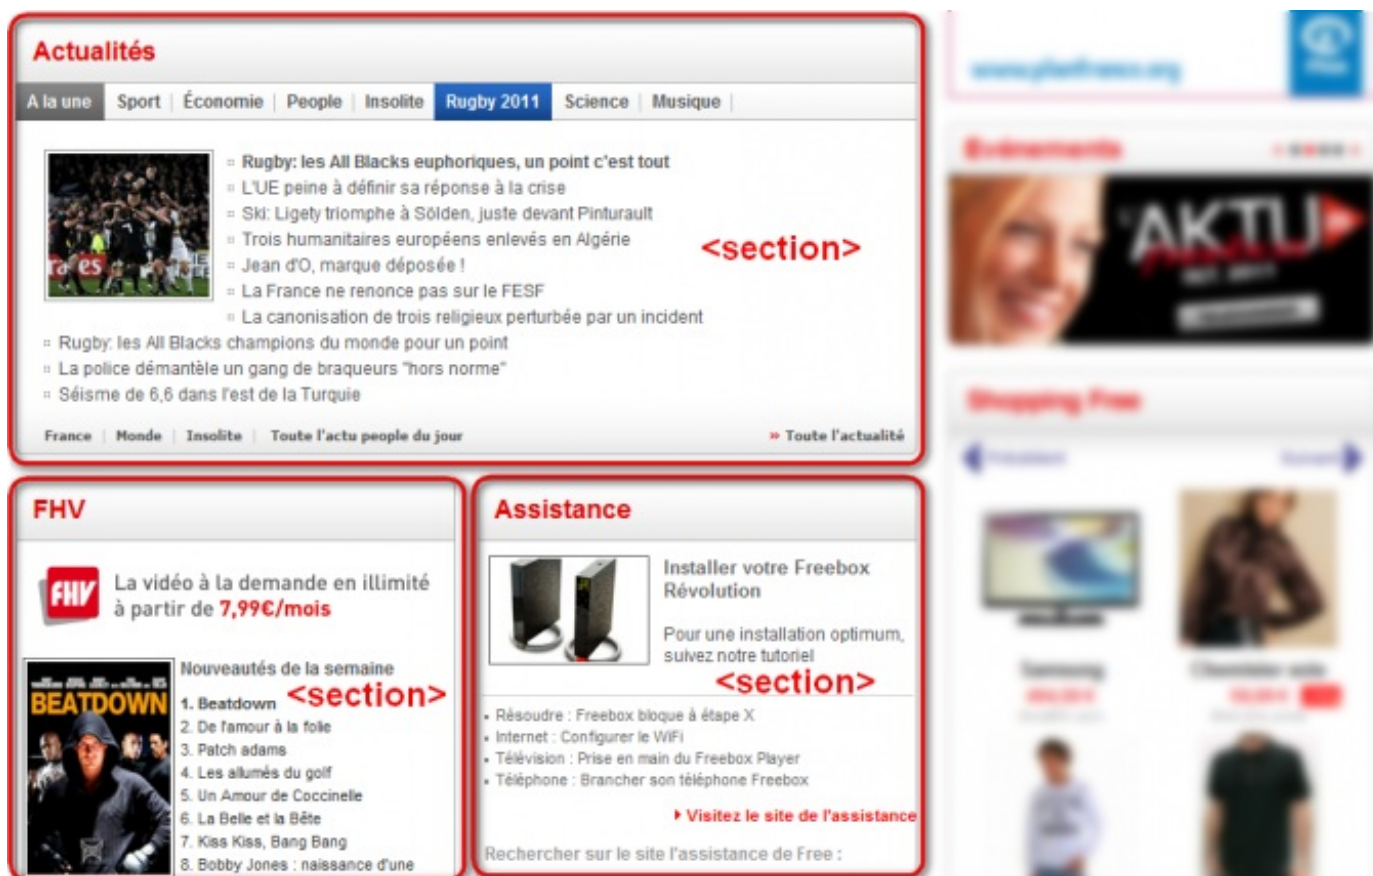 Actualités
A la une Sport Économie People Insolite Rugby 2011 Science Musique
Rugby: les All Blacks euphoriques, un point c'est tout
L'UE peine à définir sa réponse à la crise
Ski: Ligety triomphe à Sölden, juste devant Pinturault
Trois humanitaires européens enlevés en Algérie
Jean d'O, marque déposée !
La France ne renonce pas sur le FESF
La canonisation de trois religieux perturbée par un incident
Rugby: les All Blacks champions du monde pour un point
La police démantèle un gang de braqueurs "hors norme"
Séisme de 6,6 dans l'est de la Turquie
<section>
France Monde Insolite Toute l'actu people du jour
» Toute l'actualité
FHV
FHV
La vidéo à la demande en illimité
à partir de 7,99€/mois
BEATDOWN
Nouveautés de la semaine
<section>
1. Beatdown
2. De l'amour à la folie
3. Patch adams
4. Les allumés du golf
5. Un Amour de Coccinelle
6. La Belle et la Bête
7. Kiss Kiss, Bang Bang
8. Bobby Jones : naissance d'une
Assistance
Installer votre Freebox
Révolution
Pour une installation optimum,
suivez notre tutoriel
<section>
Résoudre : Freebox bloque à étape X
Internet : Configurer le WiFi
Télévision : Prise en main du Freebox Player
Téléphone : Brancher son téléphone Freebox
Visitez le site de l'assistance
Rechercher sur le site l'assistance de Free :
Evénements
AKTU
Shopping Free
Précédent
Suivant
Samsung